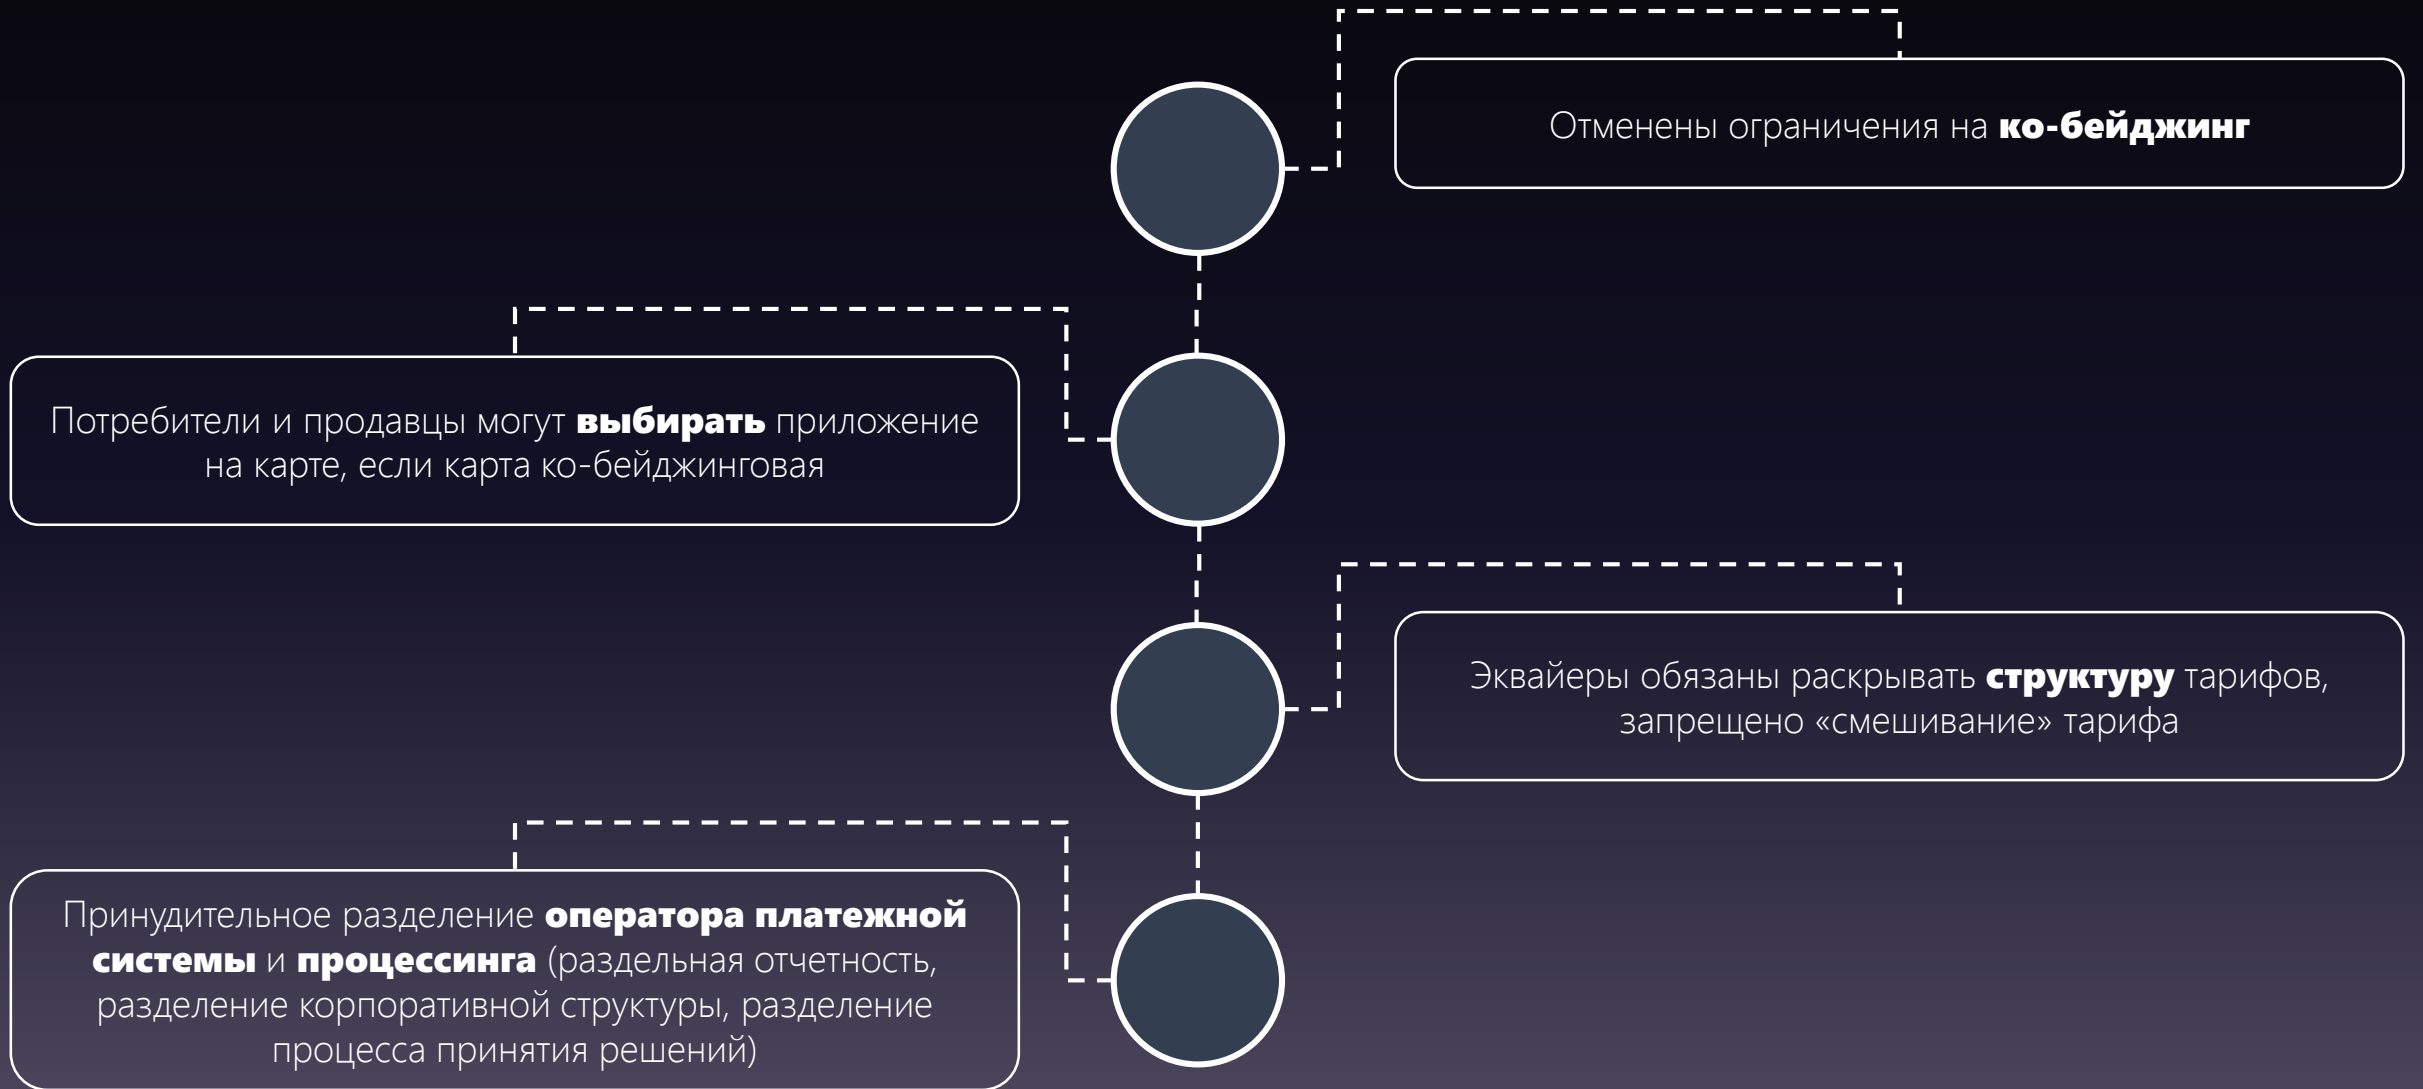 Отменены ограничения на ко-бейджинг
Потребители и продавцы могут выбирать приложение
на карте, если карта ко-бейджинговая
Эквайеры обязаны раскрывать структуру тарифов,
запрещено «смешивание» тарифа
Принудительное разделение оператора платежной
системы и процессинга (раздельная отчетность,
разделение корпоративной структуры, разделение
процесса принятия решений)